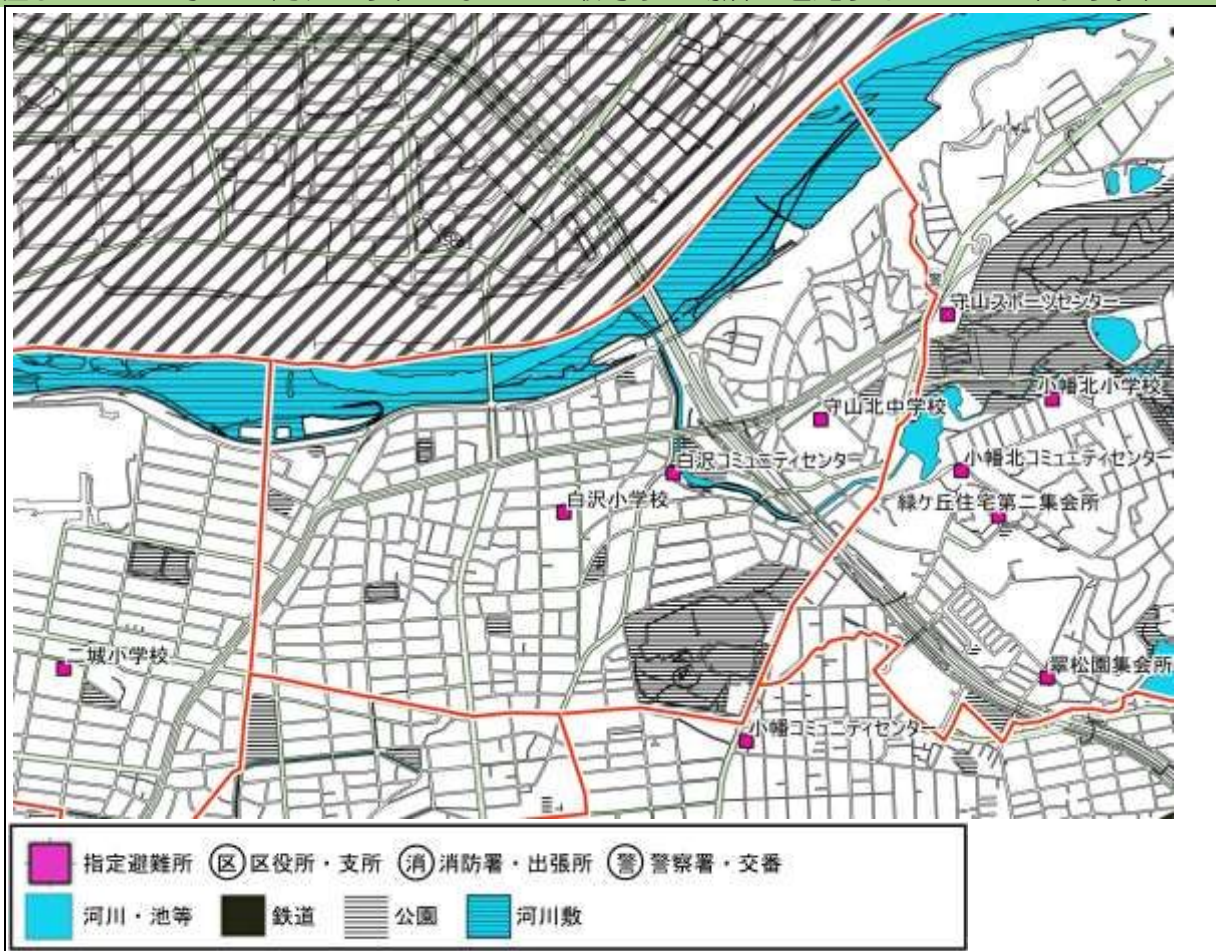 守山スポーツセンター
小幡北小学校
守山北中学校
白沢コミュニティセンター
小幡北コミュニティセンター
白沢小学校
緑ケ丘住宅第二集会所
二城小学校
翠松園集会所
小幡コミュニティセンター
指定避難所 区 区役所・支所 消 消防署・出張所 警 警察署・交番
河川・池等 鉄道 公園 河川敷